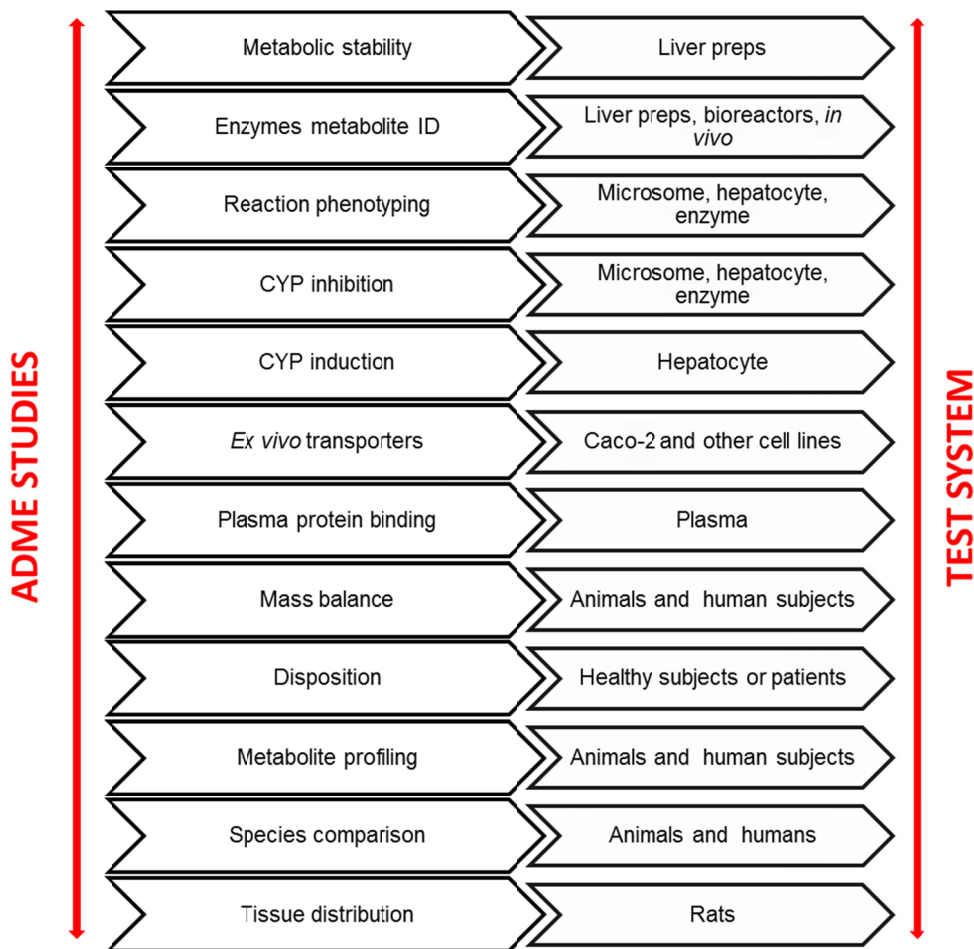 ADME STUDIES
Metabolic stability
Liver preps
Enzymes metabolite ID
Liver preps, bioreactors, in
vivo
Reaction phenotyping
Microsome, hepatocyte,
enzyme
CYP inhibition
Microsome, hepatocyte,
enzyme
CYP induction
Hepatocyte
Ex vivo transporters
Caco-2 and other cell lines
Plasma protein binding
Plasma
Mass balance
Animals and human subjects
Disposition
Healthy subjects or patients
Metabolite profiling
Animals and human subjects
Species comparison
Animals and humans
Tissue distribution
Rats
TEST SYSTEM